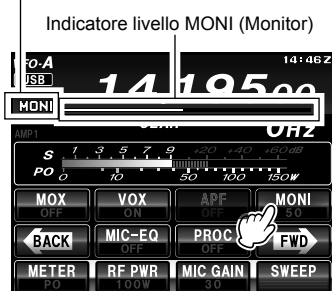 Indicatore livello MONI (Monitor)
VFO-A 14:46Z
USB 14,195,00
MONI
AMP1 0Hz
S 1 3 5 7 9 +20 +40 +60dB
PO 0 10 50 100 150W
MOX VOX APF MONI
OFF ON OFF 50
BACK MIC-EQ PROC FWD
OFF OFF
METER RF PWR MIC GAIN SWEEP
PO 100W 30